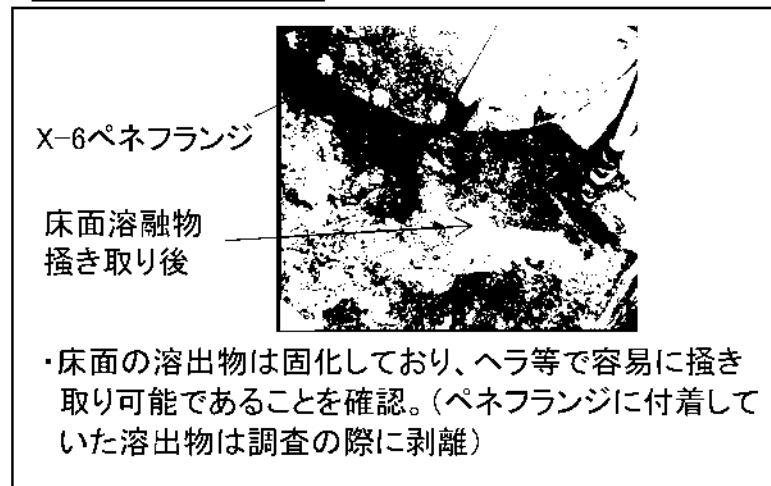 X-6ペネフランジ
床面溶融物
掻き取り後
・床面の溶出物は固化しており、ヘラ等で容易に掻き
取り可能であることを確認。(ペネフランジに付着して
いた溶出物は調査の際に剥離)